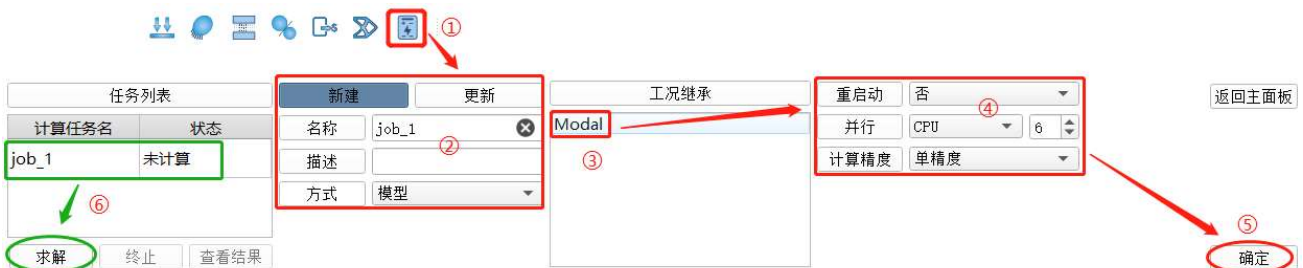 ①
任务列表
新建
更新
工况继承
重启动
否
④
返回主面板
计算任务名
状态
名称
job_1
Modal
并行
CPU
6
job_1
未计算
描述
②
③
计算精度
单精度
⑥
方式
模型
⑤
求解
终止
查看结果
确定